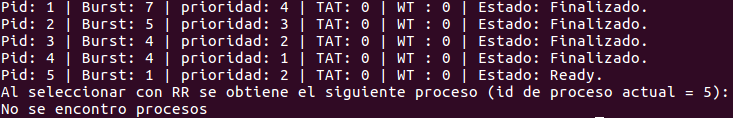 Pid: 1 | Burst: 7 | prioridad: 4 | TAT: 0 | WT : 0 | Estado: Finalizado.
Pid: 2 | Burst: 5 | prioridad: 3 | TAT: 0 | WT : 0 | Estado: Finalizado.
Pid: 3 | Burst: 4 | prioridad: 2 | TAT: 0 | WT : 0 | Estado: Finalizado.
Pid: 4 | Burst: 4 | prioridad: 1 | TAT: 0 | WT : 0 | Estado: Finalizado.
Pid: 5 | Burst: 1 | prioridad: 2 | TAT: 0 | WT : 0 | Estado: Ready.
Al seleccionar con RR se obtiene el siguiente proceso (id de proceso actual = 5):
No se encontro procesos